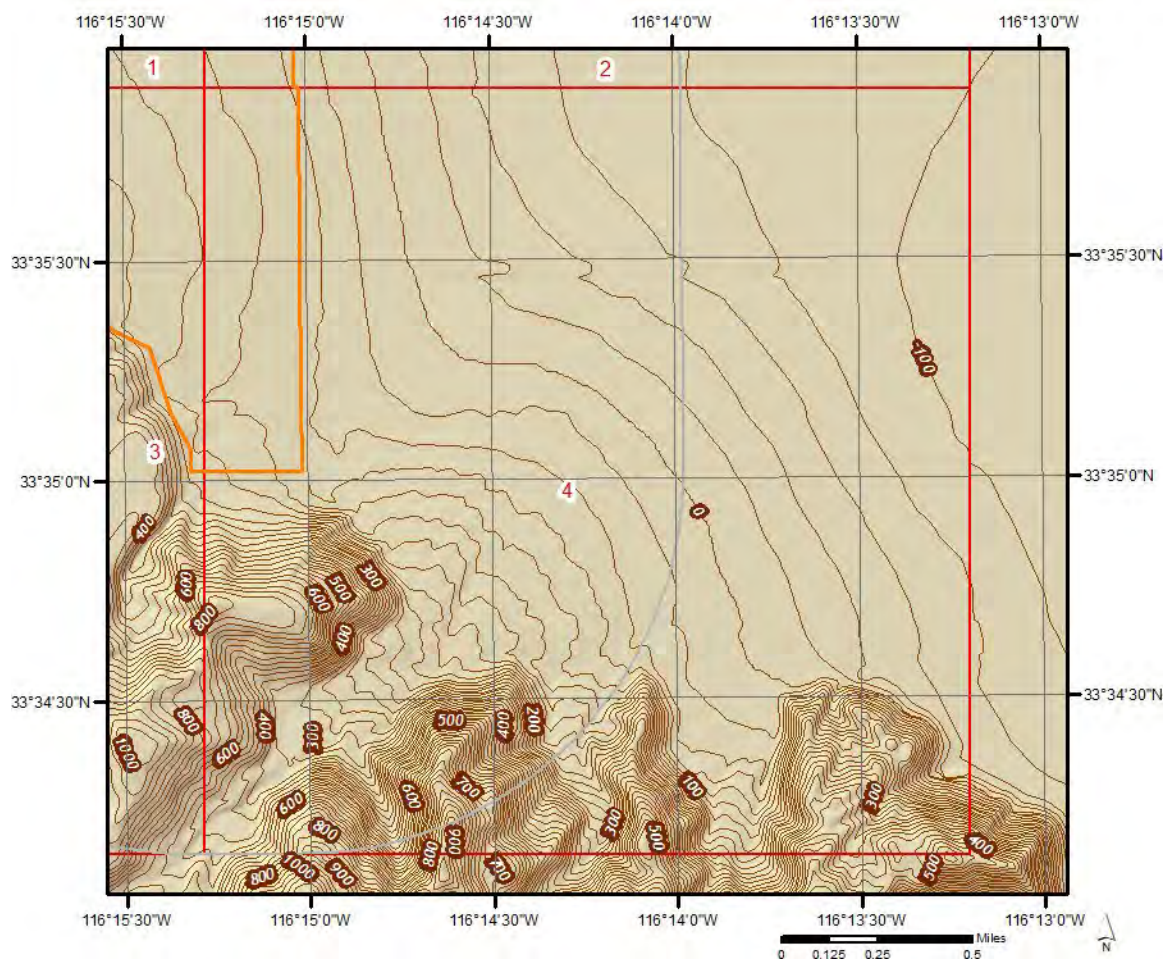 116°15'30"W 116°15'0"W 116°14'30"W 116°14'0"W 116°13'30"W 116°13'0"W
1 2
33°35'30"N 33°35'30"N
-100
3
33°35'0"N 4 33°35'0"N
0
400
600 600 500 300
800 400
33°34'30"N 33°34'30"N
800 400 300 500 400 200
1000 600
600 600 700 100 300
800 300 500
900 400
800 1000 900 800 700 500
116°15'30"W 116°15'0"W 116°14'30"W 116°14'0"W 116°13'30"W 116°13'0"W
Miles
0 0.125 0.25 0.5
N